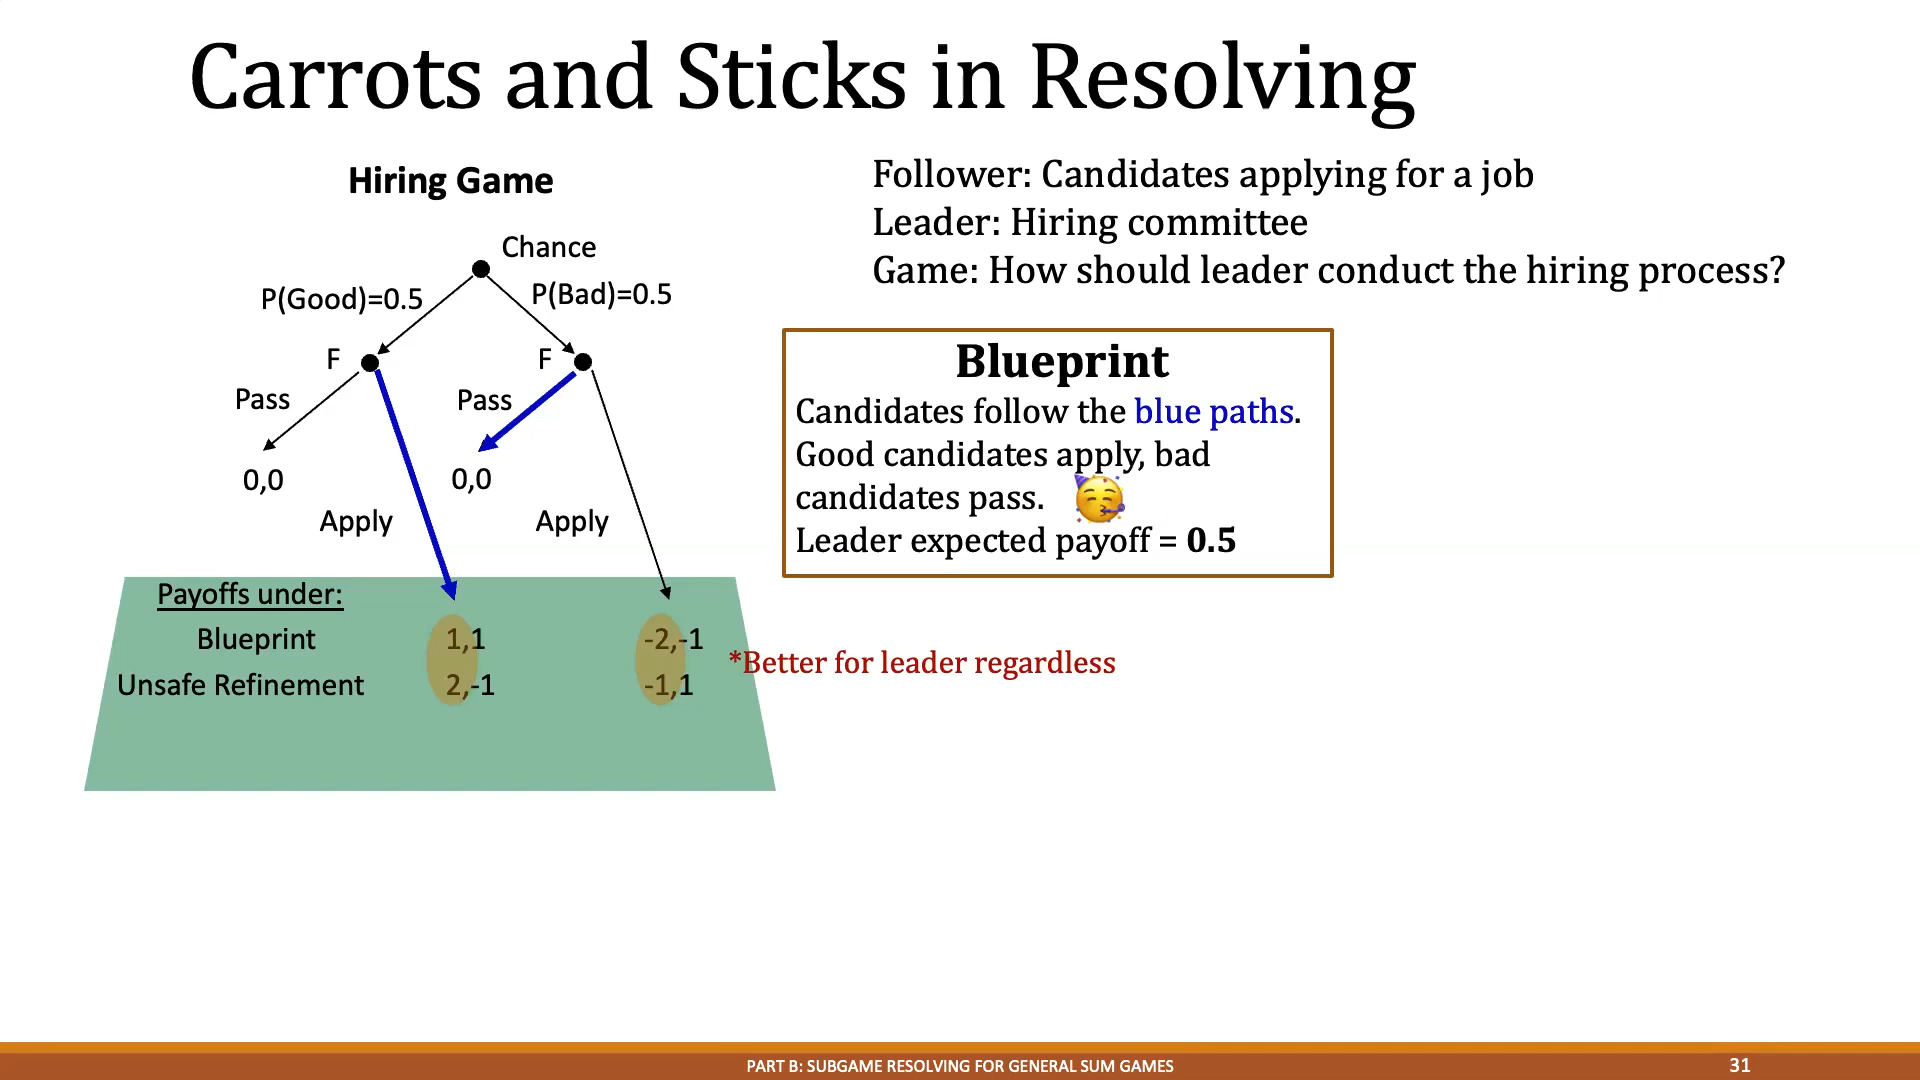 Carrots and Sticks in Resolving
Hiring Game
Follower: Candidates applying for a job
Leader: Hiring committee
Game: How should leader conduct the hiring process?
Chance
P(Good)=0.5
P(Bad)=0.5
F
F
Pass
Pass
0,0
0,0
Apply
Apply
Blueprint
Candidates follow the blue paths.
Good candidates apply, bad
candidates pass.
Leader expected payoff = 0.5
Payoffs under:
Blueprint
1,1
-2,-1
Unsafe Refinement
2,-1
-1,1
*Better for leader regardless
PART B: SUBGAME RESOLVING FOR GENERAL SUM GAMES
31